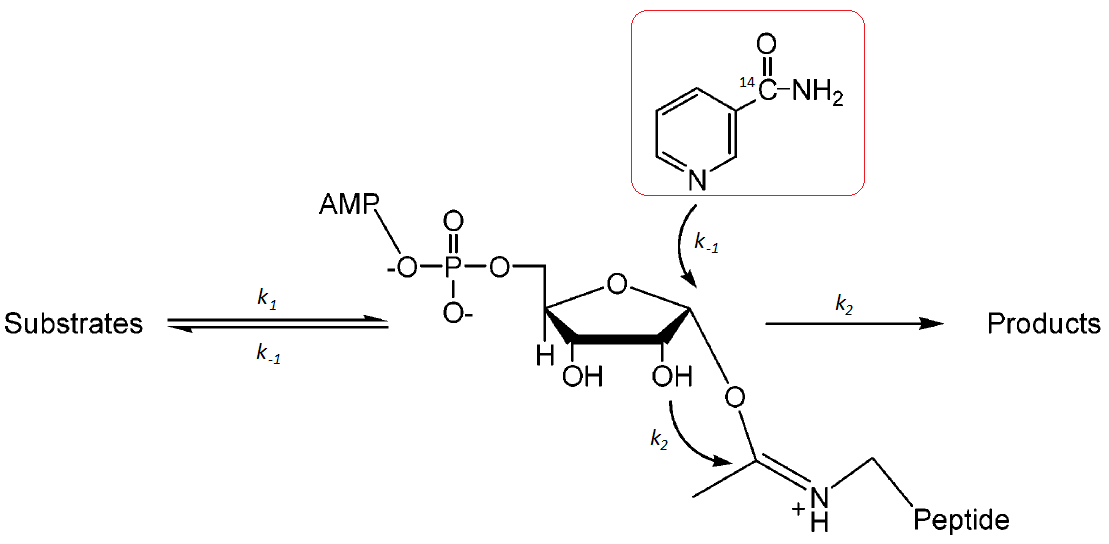 O
14
C
NH2
N
AMP
O
k-1
-O
P
O
O
k1
k2
Substrates
O-
Products
k-1
H
OH
OH
O
k2
N
+
H
Peptide